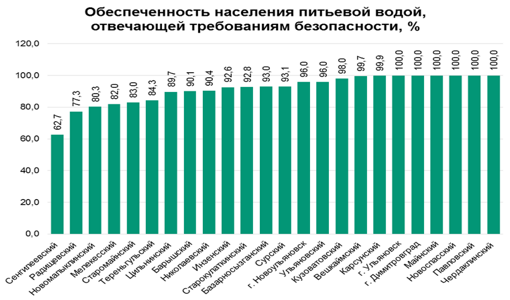 Обеспеченность населения питьевой водой,
отвечающей требованиям безопасности, %
120,0
100,0
80,0
60,0
40,0
20,0
0,0
62,7
77,3
80,3
82,0
83,0
84,3
89,7
90,1
90,4
92,6
92,8
93,0
93,1
96,0
96,0
98,0
99,7
99,9
100,0
100,0
100,0
100,0
100,0
100,0
Сенгилеевский
Радищевский
Новомалыклинский
Мелекесский
Старомайнский
Тереньгульский
Цильнинский
Барышский
Николаевский
Инзенский
Старокулаткинский
Базарносызганский
Сурский
г. Новоульяновск
Ульяновский
Кузоватовский
Вешкаймский
Карсунский
г. Ульяновск
г. Димитровград
Майнский
Новоспасский
Павловский
Чердаклинский